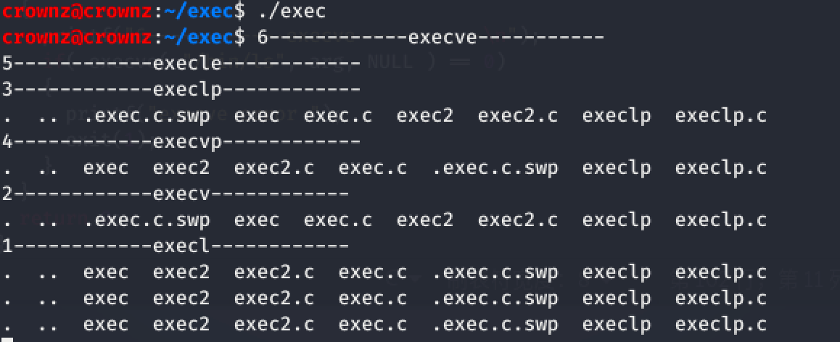 crownz@crownz:~/exec$ ./exec
crownz@crownz:~/exec$ 6------------execve-----------
5------------execle------------
3------------execlp------------
.  ..  .exec.c.swp  exec  exec.c  exec2  exec2.c  execlp  execlp.c
4------------execvp------------
.  ..  exec  exec2  exec2.c  exec.c  .exec.c.swp  execlp  execlp.c
2------------execv------------
.  ..  .exec.c.swp  exec  exec.c  exec2  exec2.c  execlp  execlp.c
1------------execl------------
.  ..  exec  exec2  exec2.c  exec.c  .exec.c.swp  execlp  execlp.c
.  ..  exec  exec2  exec2.c  exec.c  .exec.c.swp  execlp  execlp.c
.  ..  exec  exec2  exec2.c  exec.c  .exec.c.swp  execlp  execlp.c